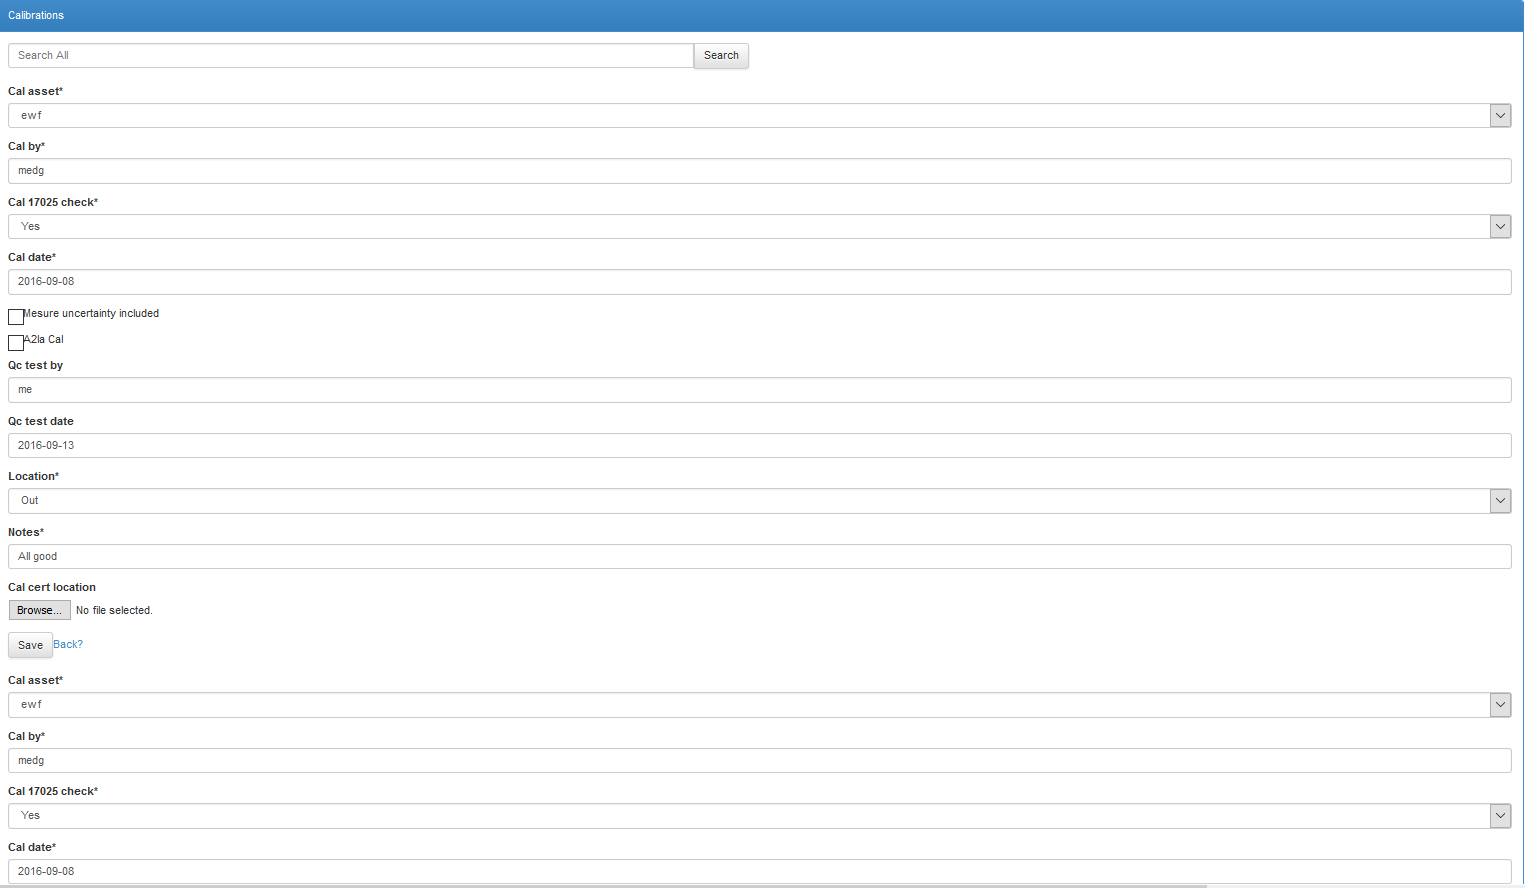 Calibrations
Search All Search
Cal asset*
ewf
Cal by*
medg
Cal 17025 check*
Yes
Cal date*
2016-09-08
Mesure uncertainty included
A2la Cal
Qc test by
me
Qc test date
2016-09-13
Location*
Out
Notes*
All good
Cal cert location
Browse... No file selected.
Save Back?
Cal asset*
ewf
Cal by*
medg
Cal 17025 check*
Yes
Cal date*
2016-09-08